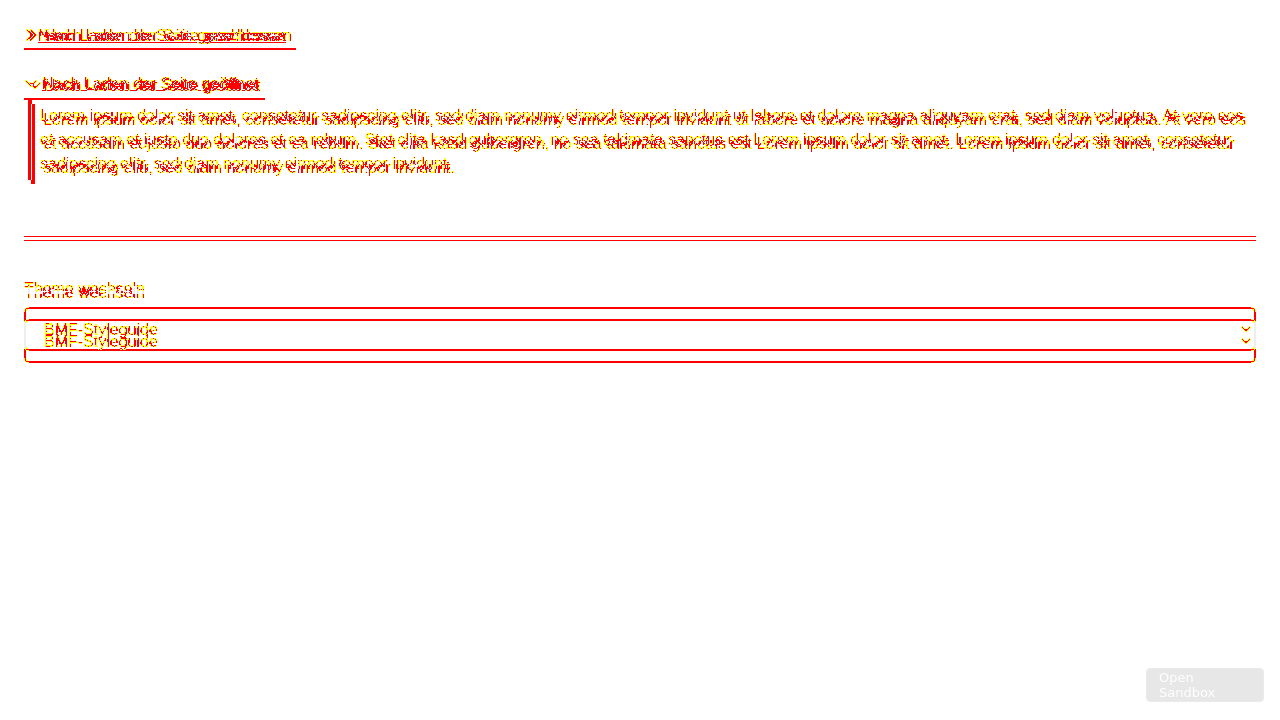 Nach Laden der Seite geschlossen
Nach Laden der Seite geöffnet
Lorem ipsum dolor sit amet, consetetur sadipscing elitr, sed diam nonumy eirmod tempor invidunt ut labore et dolore magna aliquyam erat, sed diam voluptua. At vero eos
et accusam et justo duo dolores et ea rebum. Stet clita kasd gubergren, no sea takimata sanctus est Lorem ipsum dolor sit amet. Lorem ipsum dolor sit amet, consetetur
sadipscing elitr, sed diam nonumy eirmod tempor invidunt.
Theme wechseln
BMF-Styleguide
BMF-Styleguide
Open
Sandbox